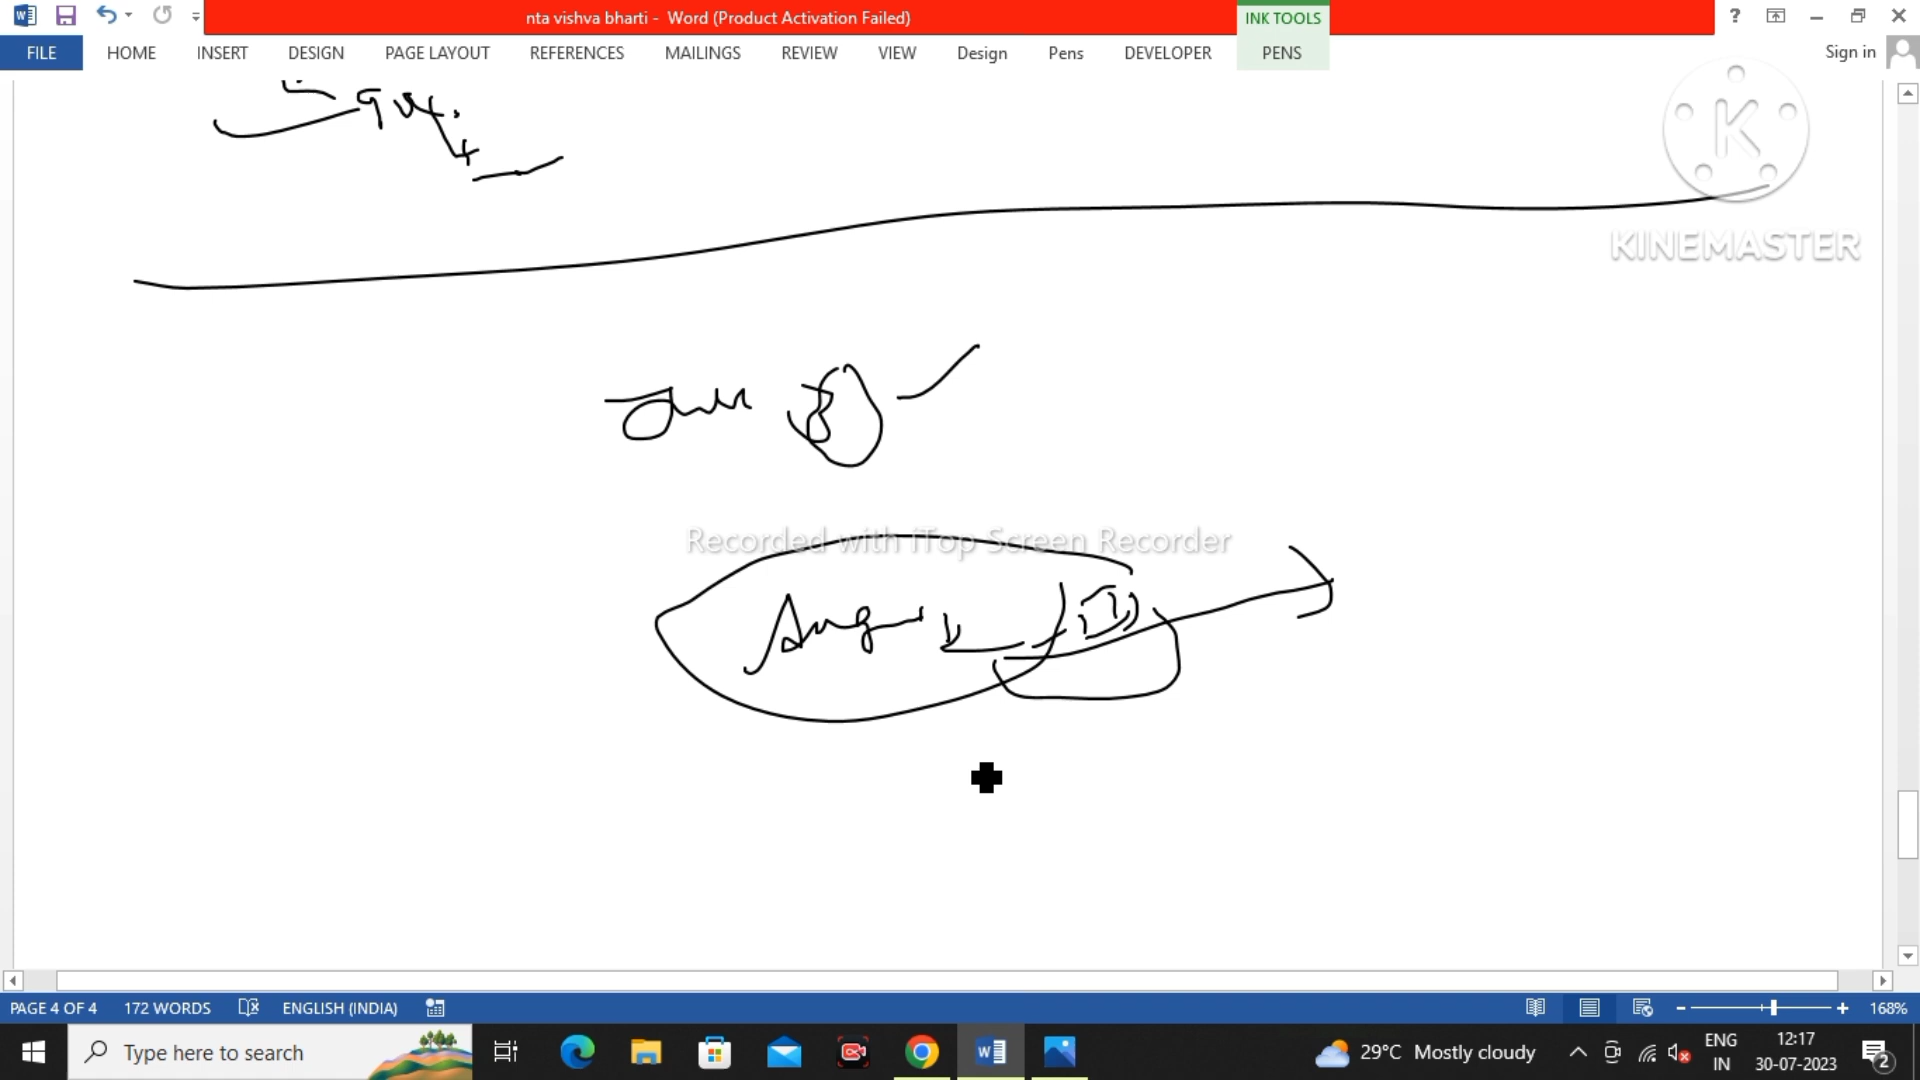 nta vishva bharti - Word (Product Activation Failed)
INK TOOLS
FILE HOME INSERT DESIGN PAGE LAYOUT REFERENCES MAILINGS REVIEW VIEW Design Pens DEVELOPER PENS
Sign in
K
KINEMASTER
Recorded with iTop Screen Recorder
PAGE 4 OF 4 172 WORDS ENGLISH (INDIA) 168%
Type here to search
29°C Mostly cloudy
ENG
IN
12:17
30-07-2023
2